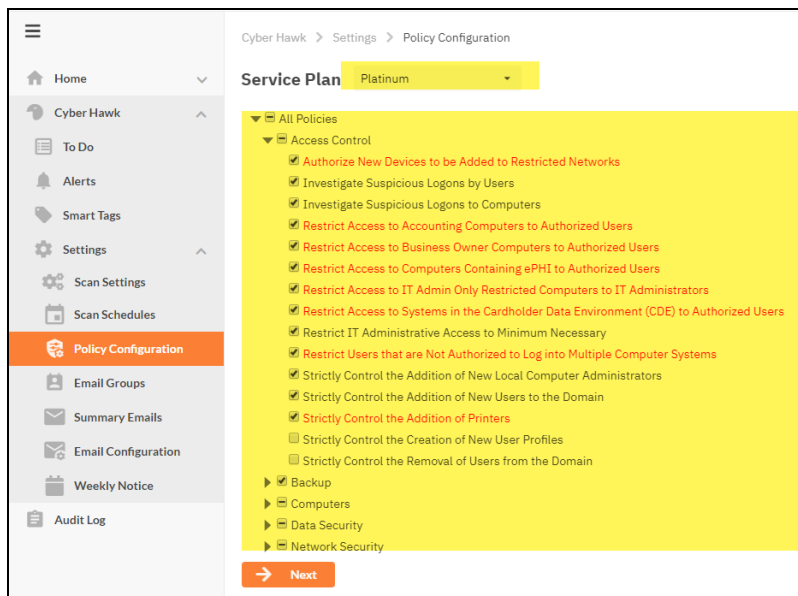 Cyber Hawk > Settings > Policy Configuration
Home
Cyber Hawk
To Do
Alerts
Smart Tags
Settings
Scan Settings
Scan Schedules
Policy Configuration
Email Groups
Summary Emails
Email Configuration
Weekly Notice
Audit Log
Service Plan Platinum
All Policies
Access Control
Authorize New Devices to be Added to Restricted Networks
Investigate Suspicious Logons by Users
Investigate Suspicious Logons to Computers
Restrict Access to Accounting Computers to Authorized Users
Restrict Access to Business Owner Computers to Authorized Users
Restrict Access to Computers Containing ePHI to Authorized Users
Restrict Access to IT Admin Only Restricted Computers to IT Administrators
Restrict Access to Systems in the Cardholder Data Environment (CDE) to Authorized Users
Restrict IT Administrative Access to Minimum Necessary
Restrict Users that are Not Authorized to Log into Multiple Computer Systems
Strictly Control the Addition of New Local Computer Administrators
Strictly Control the Addition of New Users to the Domain
Strictly Control the Addition of Printers
Strictly Control the Creation of New User Profiles
Strictly Control the Removal of Users from the Domain
Backup
Computers
Data Security
Network Security
Next